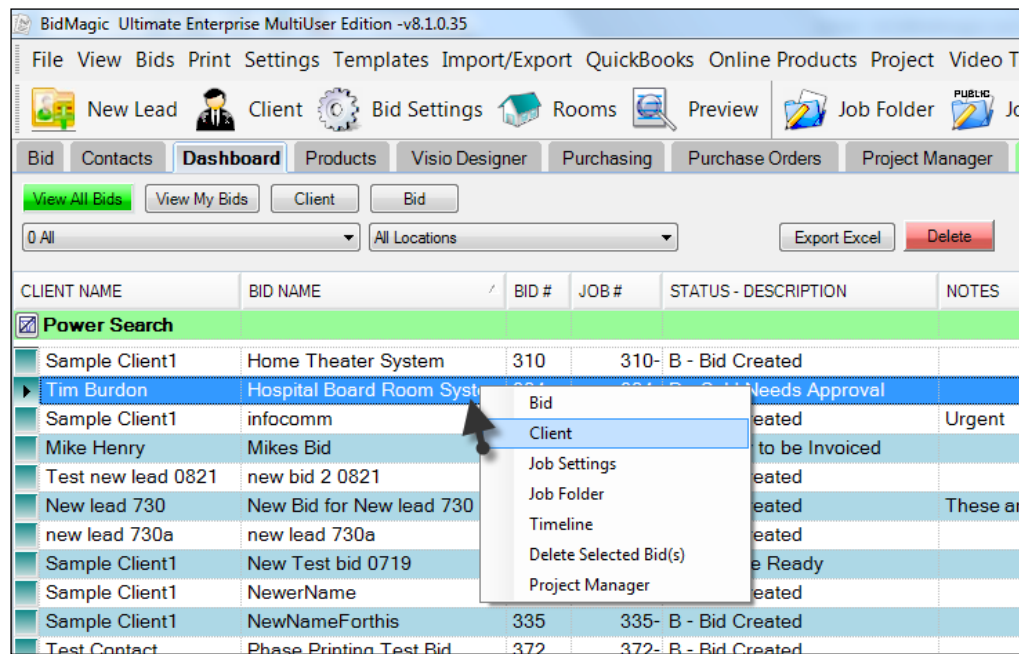 BidMagic Ultimate Enterprise MultiUser Edition -v8.1.0.35
File View Bids Print Settings Templates Import/Export QuickBooks Online Products Project Video T
New Lead Client Bid Settings Rooms Preview Job Folder PUBLIC Jo
Bid Contacts Dashboard Products Visio Designer Purchasing Purchase Orders Project Manager
View All Bids View My Bids Client Bid
0 All All Locations Export Excel Delete
CLIENT NAME BID NAME BID # JOB # STATUS - DESCRIPTION NOTES
Power Search
Sample Client1 Home Theater System 310 310- B - Bid Created
Tim Burdon Hospital Board Room Syst Needs Approval
Bid
Sample Client1 infocomm eated Urgent
Client
Mike Henry Mikes Bid to be Invoiced
Job Settings
Test new lead 0821 new bid 2 0821 eated
Job Folder
New lead 730 New Bid for New lead 730 eated These ar
Timeline
new lead 730a new lead 730a eated
Delete Selected Bid(s)
Sample Client1 New Test bid 0719 e Ready
Project Manager
Sample Client1 NewerName eated
Sample Client1 NewNameForthis 335 335- B - Bid Created
Test Contact Phase Printing Test Bid 372 372- B - Bid Created